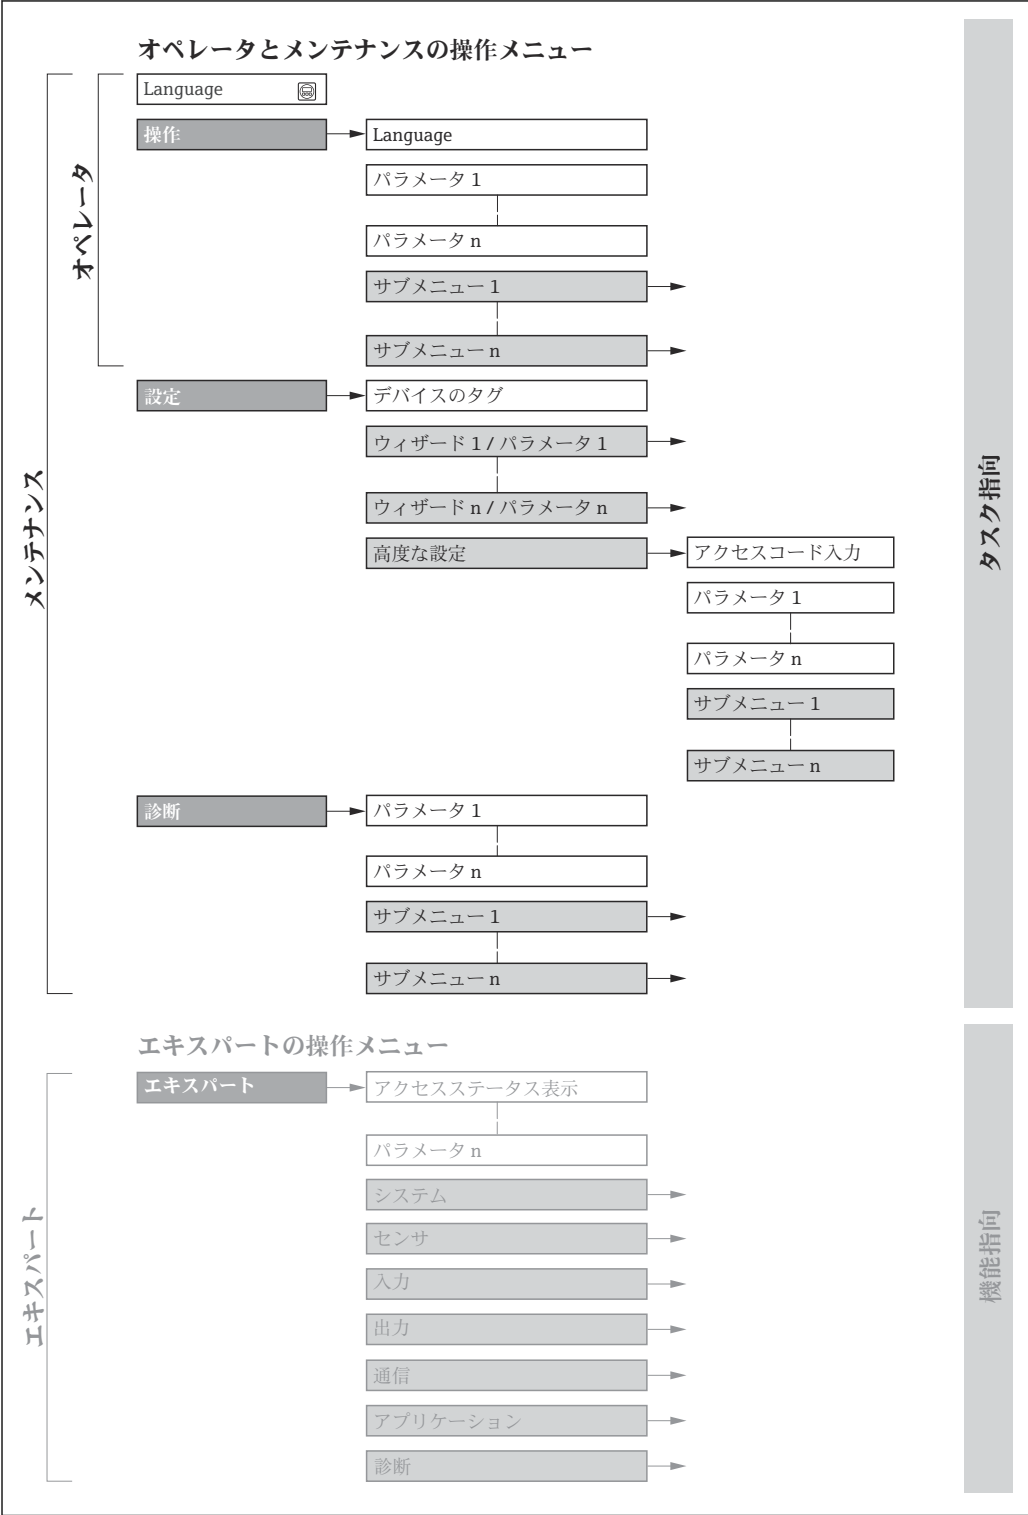 オペレータとメンテナンスの操作メニュー
Language
操作
Language
パラメータ 1
パラメータ n
サブメニュー 1
サブメニュー n
オペレータ
設定
デバイスのタグ
ウィザード 1 / パラメータ 1
ウィザード n / パラメータ n
高度な設定
アクセスコード入力
パラメータ 1
パラメータ n
サブメニュー 1
サブメニュー n
メンテナンス
タスク指向
診断
パラメータ 1
パラメータ n
サブメニュー 1
サブメニュー n
エキスパートの操作メニュー
エキスパート
アクセスステータス表示
パラメータ n
システム
センサ
入力
出力
通信
アプリケーション
診断
エキスパート
機能指向